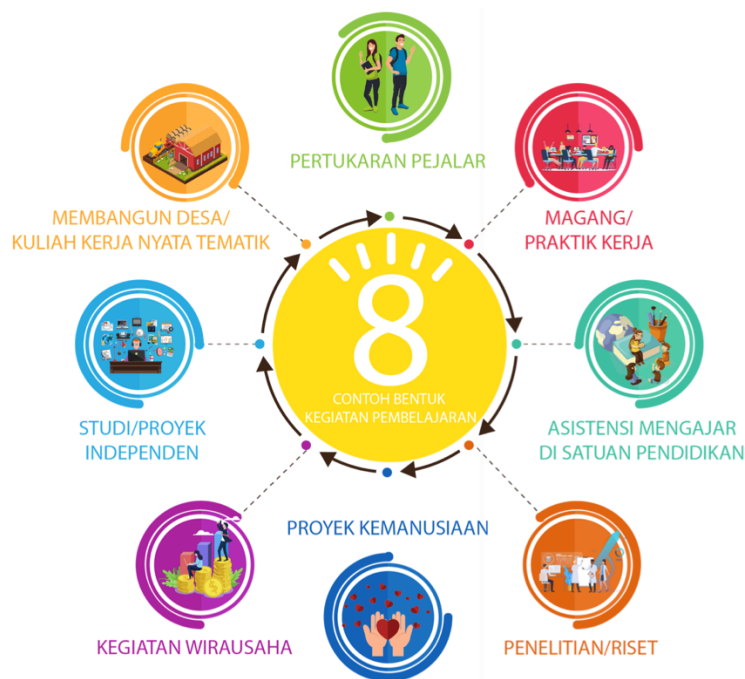 PERTUKARAN PEJALAR
MAGANG/
PRAKTIK KERJA
ASISTENSI MENGAJAR
DI SATUAN PENDIDIKAN
PENELITIAN/RISET
PROYEK KEMANUSIAAN
KEGIATAN WIRAUSAHA
STUDI/PROYEK
INDEPENDEN
MEMBANGUN DESA/
KULIAH KERJA NYATA TEMATIK
8
CONTOH BENTUK
KEGIATAN PEMBELAJARAN